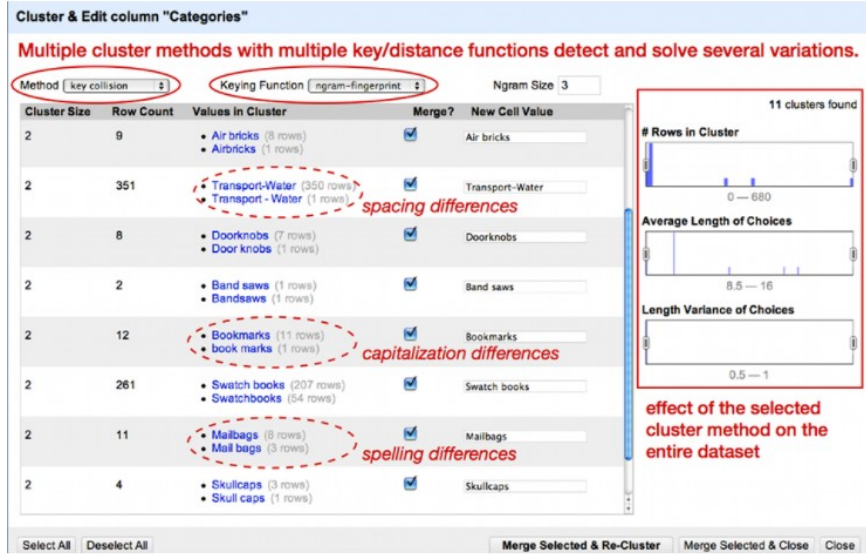 Cluster & Edit column "Categories"
Multiple cluster methods with multiple key/distance functions detect and solve several variations.
Method key collision Keying Function ngram-fingerprint Ngram Size 3
Cluster Size Row Count Values in Cluster Merge? New Cell Value
2 9 • Air bricks (8 rows) Air bricks
• Airbricks (1 rows)
2 351 • Transport-Water (350 rows) Transport-Water
• Transport - Water (1 rows)
spacing differences
2 8 • Doorknobs (7 rows) Doorknobs
• Door knobs (1 rows)
2 2 • Band saws (1 rows) Band saws
• Bandsaws (1 rows)
2 12 • Bookmarks (11 rows) Bookmarks
• book marks (1 rows)
capitalization differences
2 261 • Swatch books (207 rows) Swatch books
• Swatchbooks (54 rows)
2 11 • Mailbags (8 rows) Mailbags
• Mail bags (3 rows)
spelling differences
2 4 • Skullcaps (3 rows) Skullcaps
• Skull caps (1 rows)
11 clusters found
# Rows in Cluster
0 — 680
Average Length of Choices
8.5 — 16
Length Variance of Choices
0.5 — 1
effect of the selected
cluster method on the
entire dataset
Select All Deselect All Merge Selected & Re-Cluster Merge Selected & Close Close